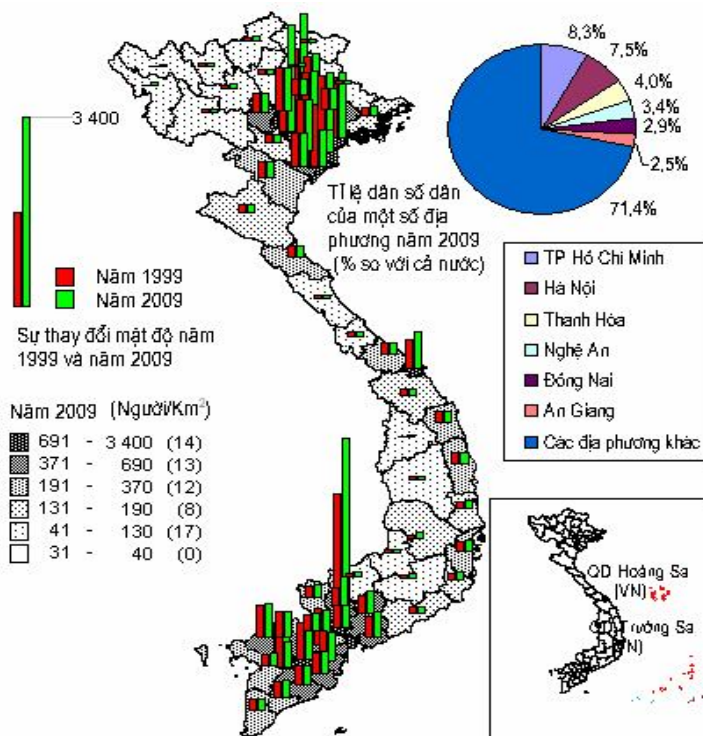 8,3%
7,5%
4,0%
3,4%
2,9%
2,5%
71,4%
3 400
Tỉ lệ dân số dân
của một số địa
phương năm 2009
(% so với cả nước)
Năm 1999
Năm 2009
Sự thay đổi mật độ năm
1999 và năm 2009
TP Hồ Chí Minh
Hà Nội
Thanh Hóa
Nghệ An
Đồng Nai
An Giang
Các địa phương khác
Năm 2009 (Người/Km²)
691 - 3 400 (14)
371 - 690 (13)
191 - 370 (12)
131 - 190 (8)
41 - 130 (17)
31 - 40 (0)
QD Hoàng Sa
(VN)
Trường Sa